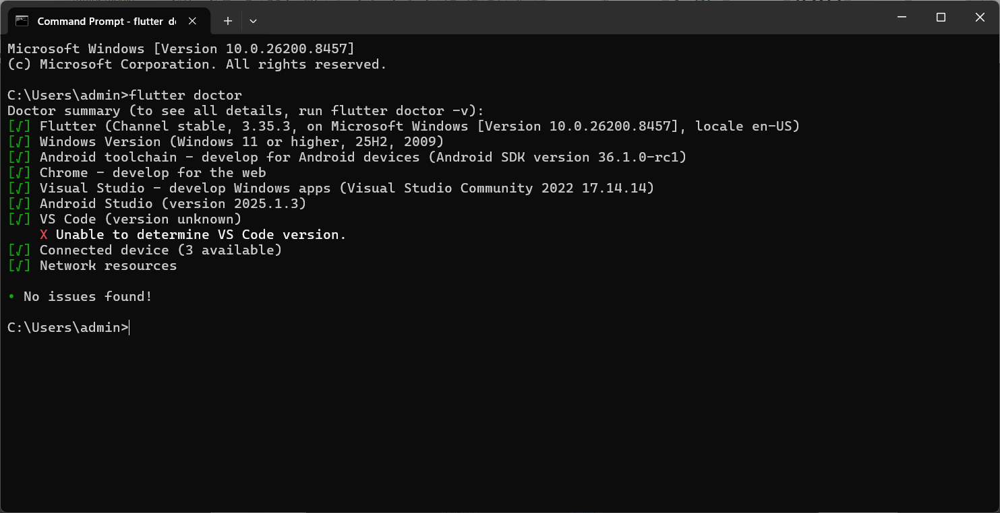 Command Prompt - flutter
Microsoft Windows [Version 10.0.26200.8457]
(c) Microsoft Corporation. All rights reserved.
C:\Users\admin>flutter doctor
Doctor summary (to see all details, run flutter doctor -v):
[√] Flutter (Channel stable, 3.35.3, on Microsoft Windows [Version 10.0.26200.8457], locale en-US)
[√] Windows Version (Windows 11 or higher, 25H2, 2009)
[√] Android toolchain - develop for Android devices (Android SDK version 36.1.0-rc1)
[√] Chrome - develop for the web
[√] Visual Studio - develop Windows apps (Visual Studio Community 2022 17.14.14)
[√] Android Studio (version 2025.1.3)
[√] VS Code (version unknown)
X Unable to determine VS Code version.
[√] Connected device (3 available)
[√] Network resources
• No issues found!
C:\Users\admin>